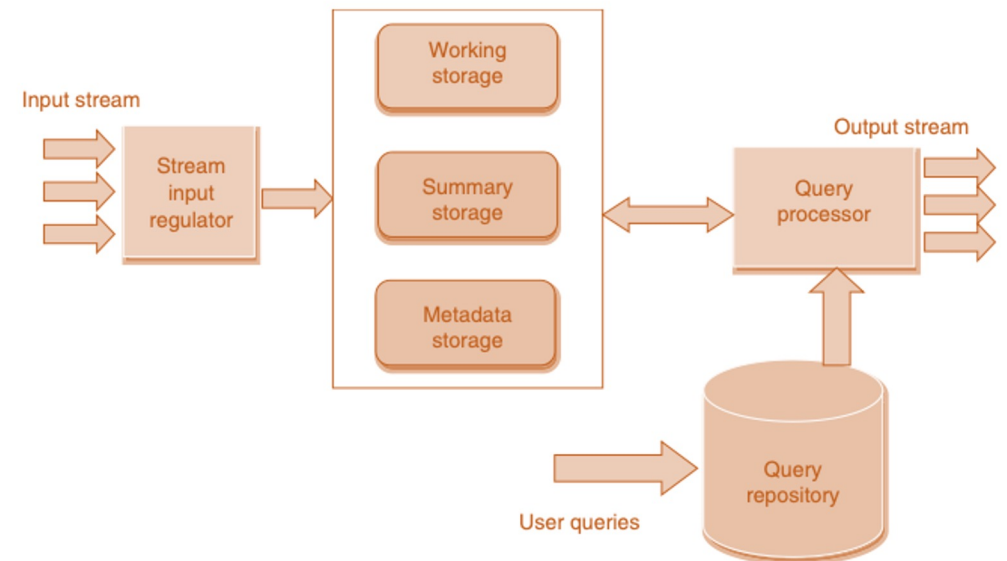 Input stream
Stream
input
regulator
Working
storage
Summary
storage
Metadata
storage
Output stream
Query
processor
Query
repository
User queries